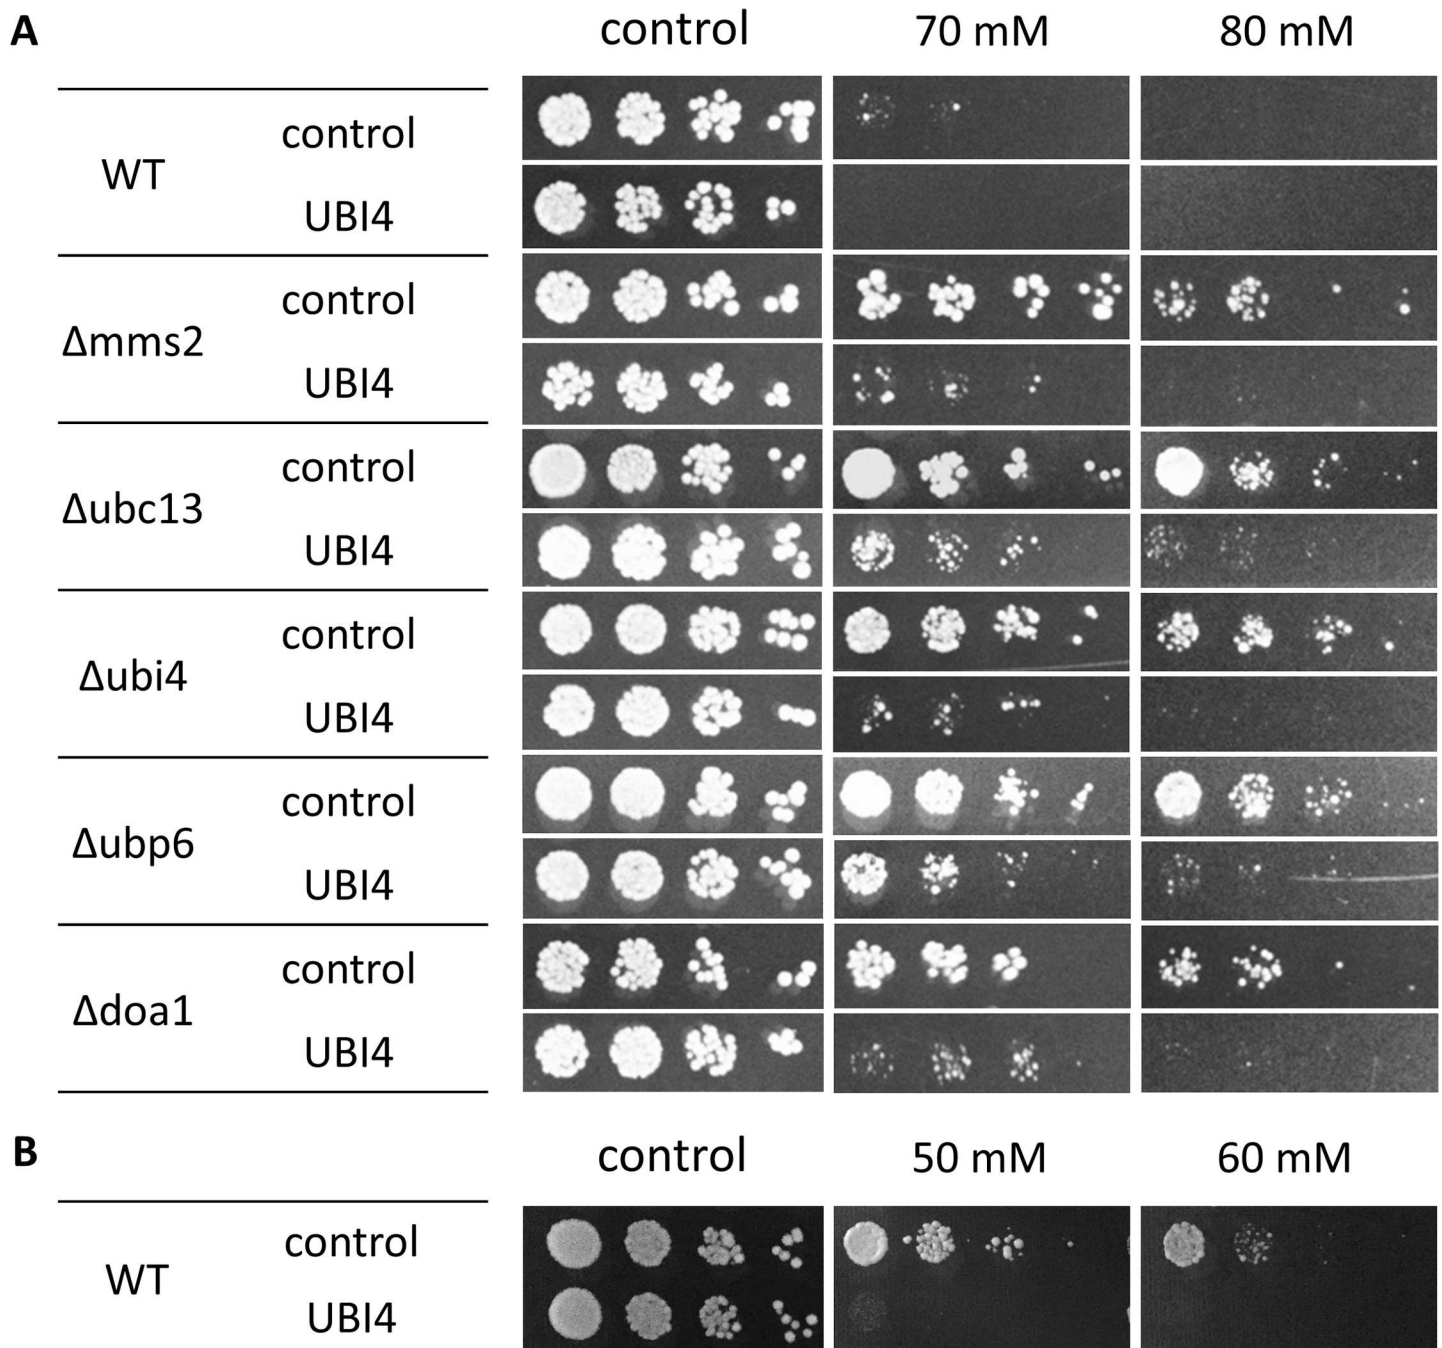 A control 70 mM 80 mM
control
WT
UBI4
control
Δmms2
UBI4
control
Δubc13
UBI4
control
Δubi4
UBI4
control
Δubp6
UBI4
control
Δdoa1
UBI4
B control 50 mM 60 mM
control
WT
UBI4